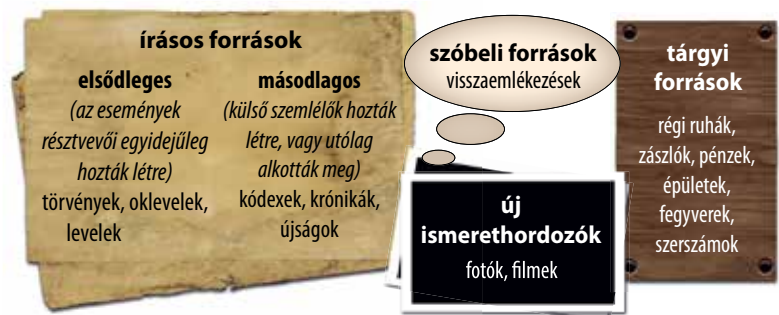 írásos források
elsődleges
(az események
résztvevői egyidejűleg
hozták létre)
törvények, oklevelek,
levelek
másodlagos
(külső szemlélők hozták
létre, vagy utólag
alkották meg)
kódexek, krónikák,
újságok
szóbeli források
visszaemlékezések
új
ismerethordozók
fotók, filmek
tárgyi
források
régi ruhák,
zászlók, pénzek,
épületek,
fegyverek,
szerszámok